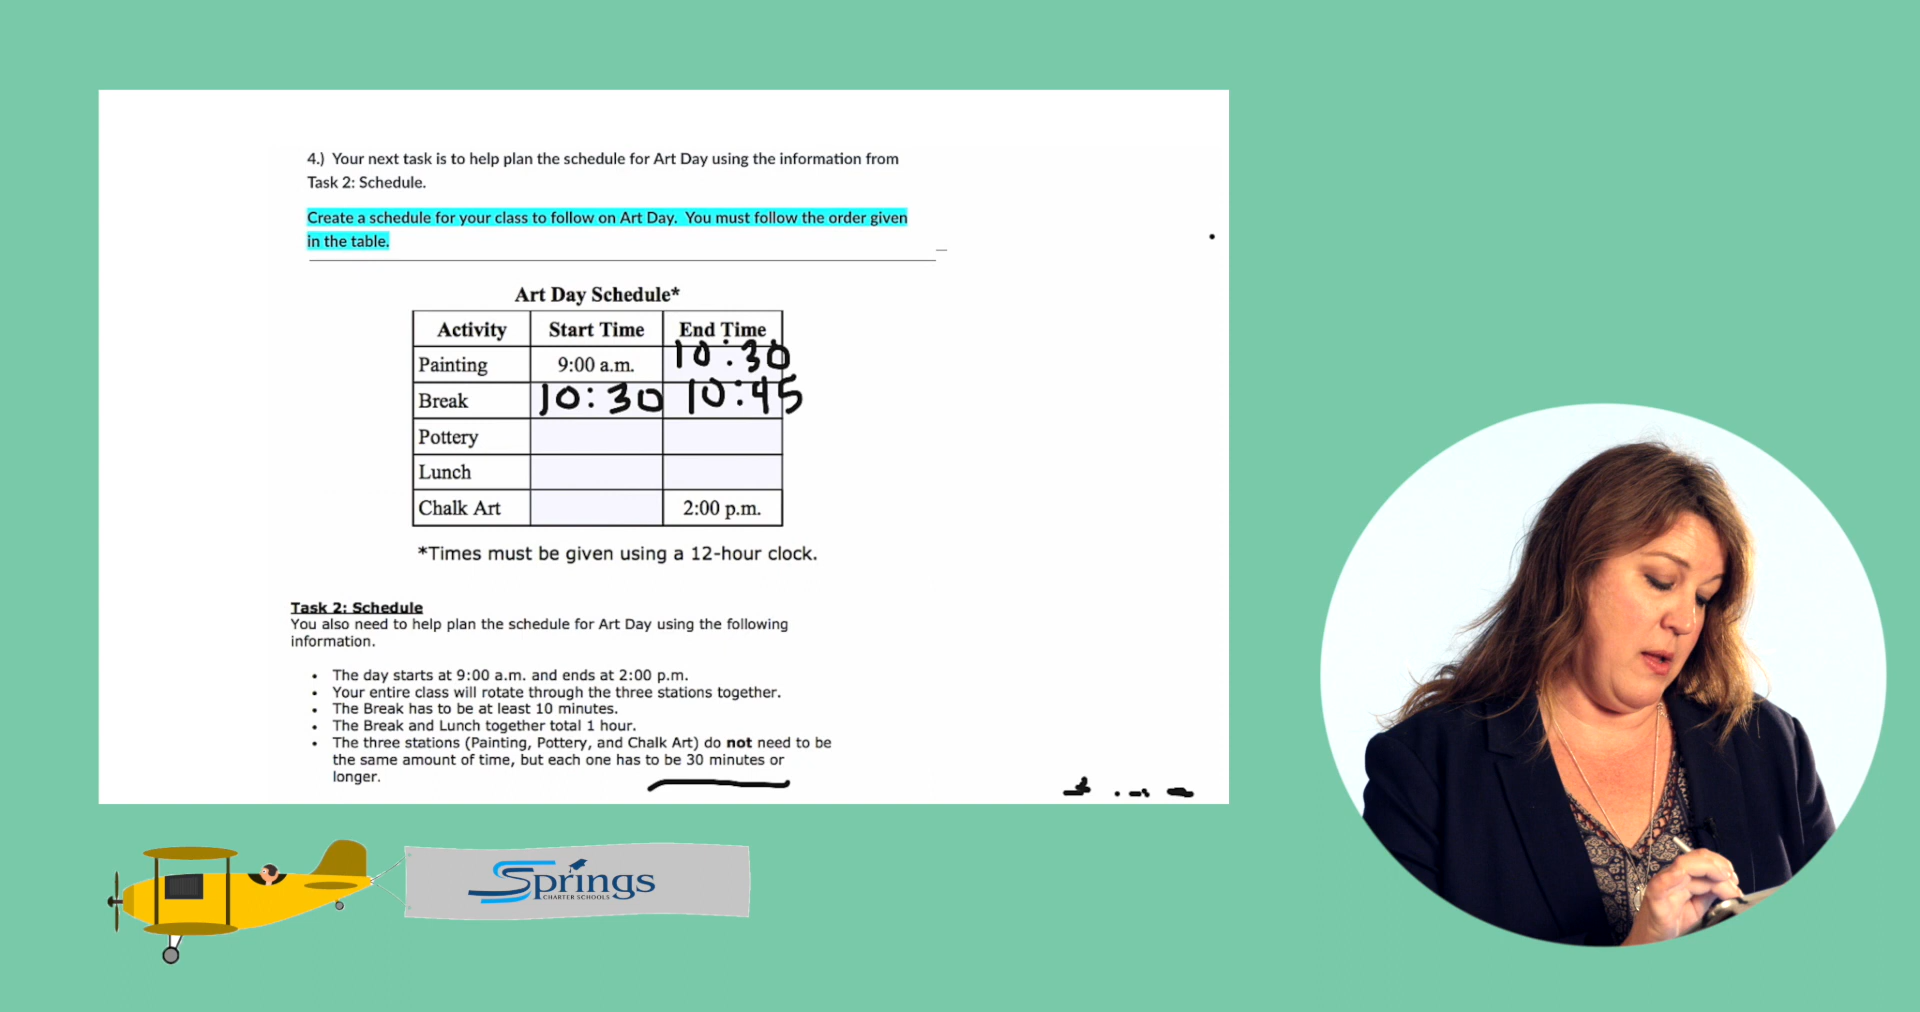 4.) Your next task is to help plan the schedule for Art Day using the information from
Task 2: Schedule.
Create a schedule for your class to follow on Art Day. You must follow the order given
in the table.
Art Day Schedule*
Activity Start Time End Time
Painting 9:00 a.m. 10:30
Break 10:30 10:45
Pottery
Lunch
Chalk Art 2:00 p.m.
*Times must be given using a 12-hour clock.
Task 2: Schedule
You also need to help plan the schedule for Art Day using the following
information.
• The day starts at 9:00 a.m. and ends at 2:00 p.m.
• Your entire class will rotate through the three stations together.
• The Break has to be at least 10 minutes.
• The Break and Lunch together total 1 hour.
• The three stations (Painting, Pottery, and Chalk Art) do not need to be
the same amount of time, but each one has to be 30 minutes or
longer.
Springs
CHARTER SCHOOLS